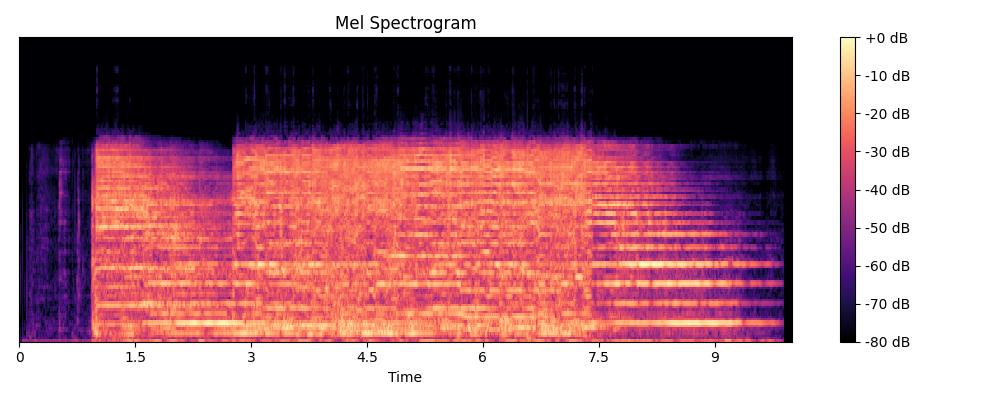 Mel Spectrogram
+0 dB
-10 dB
-20 dB
-30 dB
-40 dB
-50 dB
-60 dB
-70 dB
-80 dB
0 1.5 3 4.5 6 7.5 9
Time